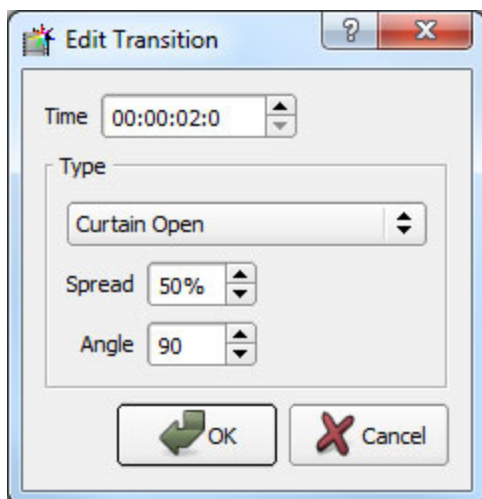 Edit Transition
?
Time 00:00:02:0
Type
Curtain Open
Spread 50%
Angle 90
OK Cancel